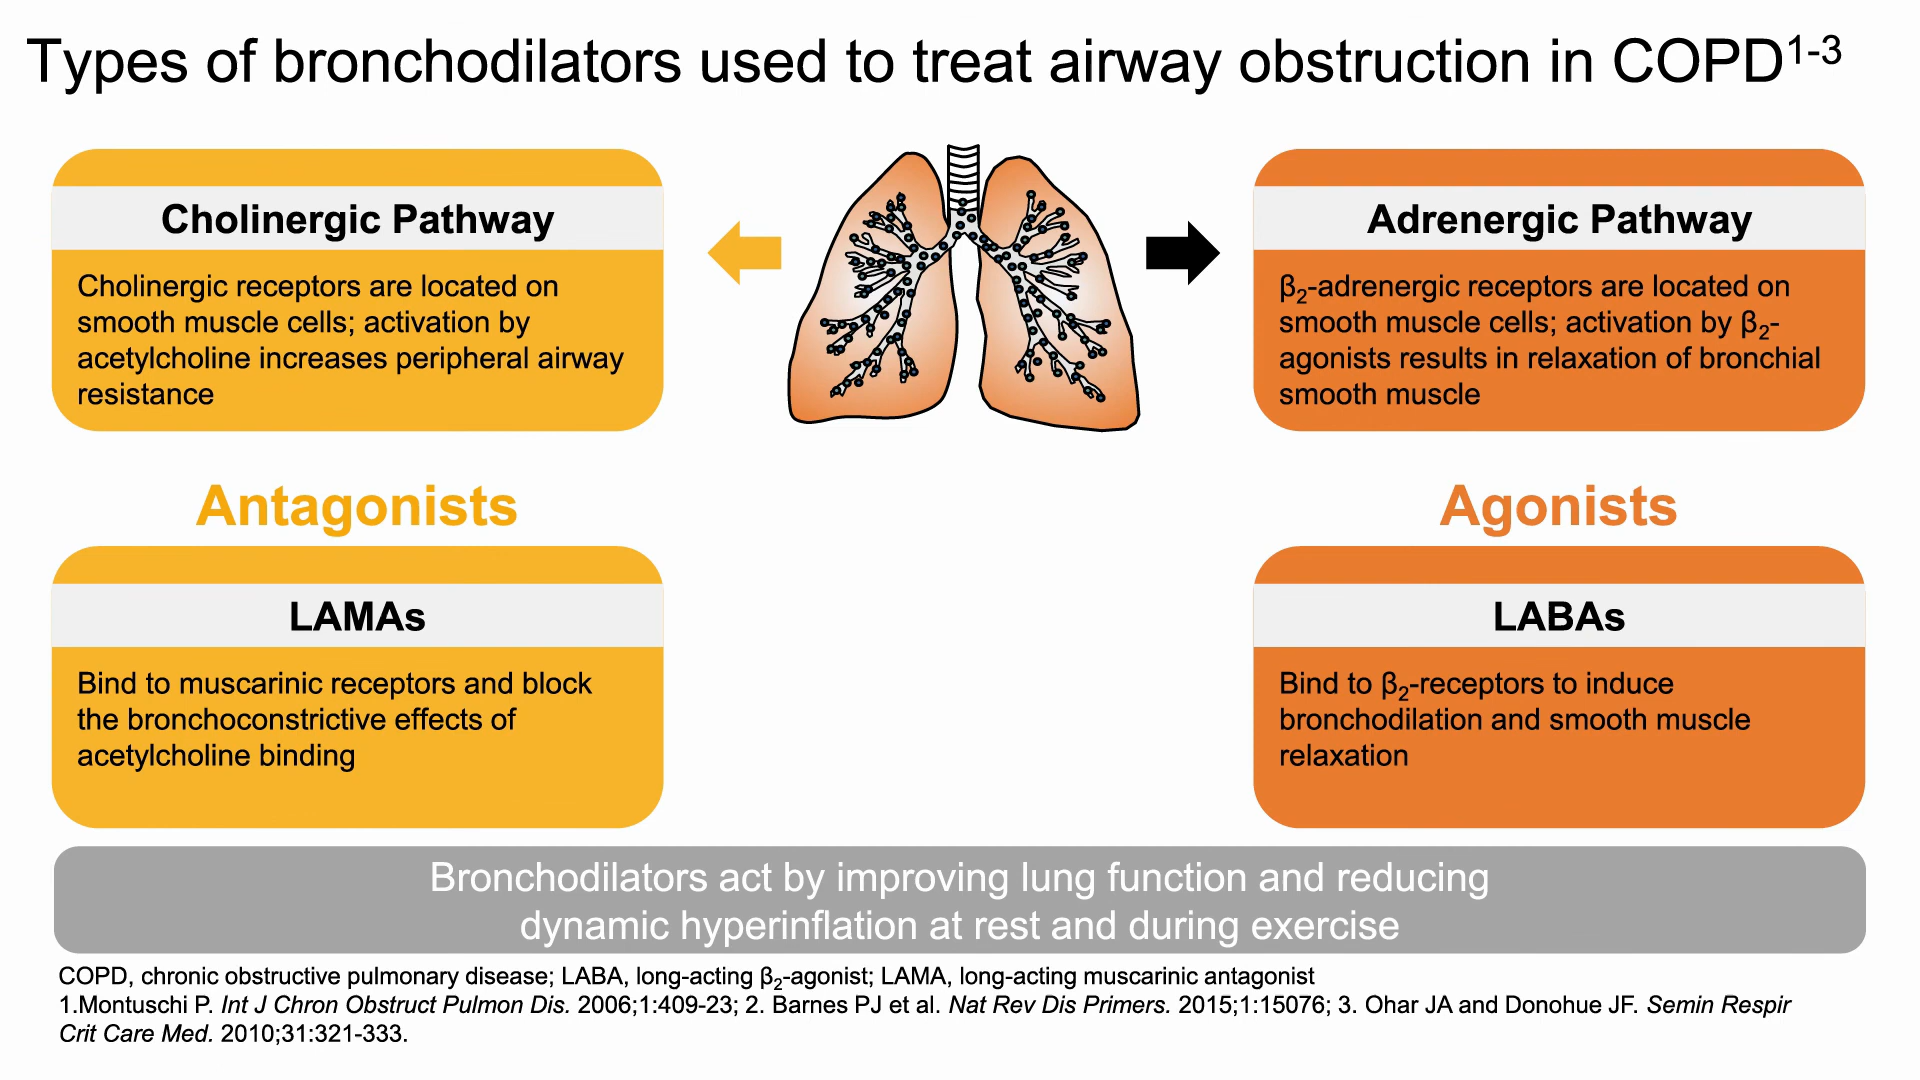 Types of bronchodilators used to treat airway obstruction in COPD1-3
Cholinergic Pathway
Cholinergic receptors are located on
smooth muscle cells; activation by
acetylcholine increases peripheral airway
resistance
Adrenergic Pathway
β2-adrenergic receptors are located on
smooth muscle cells; activation by β2-
agonists results in relaxation of bronchial
smooth muscle
Antagonists
LAMAs
Bind to muscarinic receptors and block
the bronchoconstrictive effects of
acetylcholine binding
Agonists
LABAs
Bind to β2-receptors to induce
bronchodilation and smooth muscle
relaxation
Bronchodilators act by improving lung function and reducing
dynamic hyperinflation at rest and during exercise
COPD, chronic obstructive pulmonary disease; LABA, long-acting β2-agonist; LAMA, long-acting muscarinic antagonist
1.Montuschi P. Int J Chron Obstruct Pulmon Dis. 2006;1:409-23; 2. Barnes PJ et al. Nat Rev Dis Primers. 2015;1:15076; 3. Ohar JA and Donohue JF. Semin Respir
Crit Care Med. 2010;31:321-333.